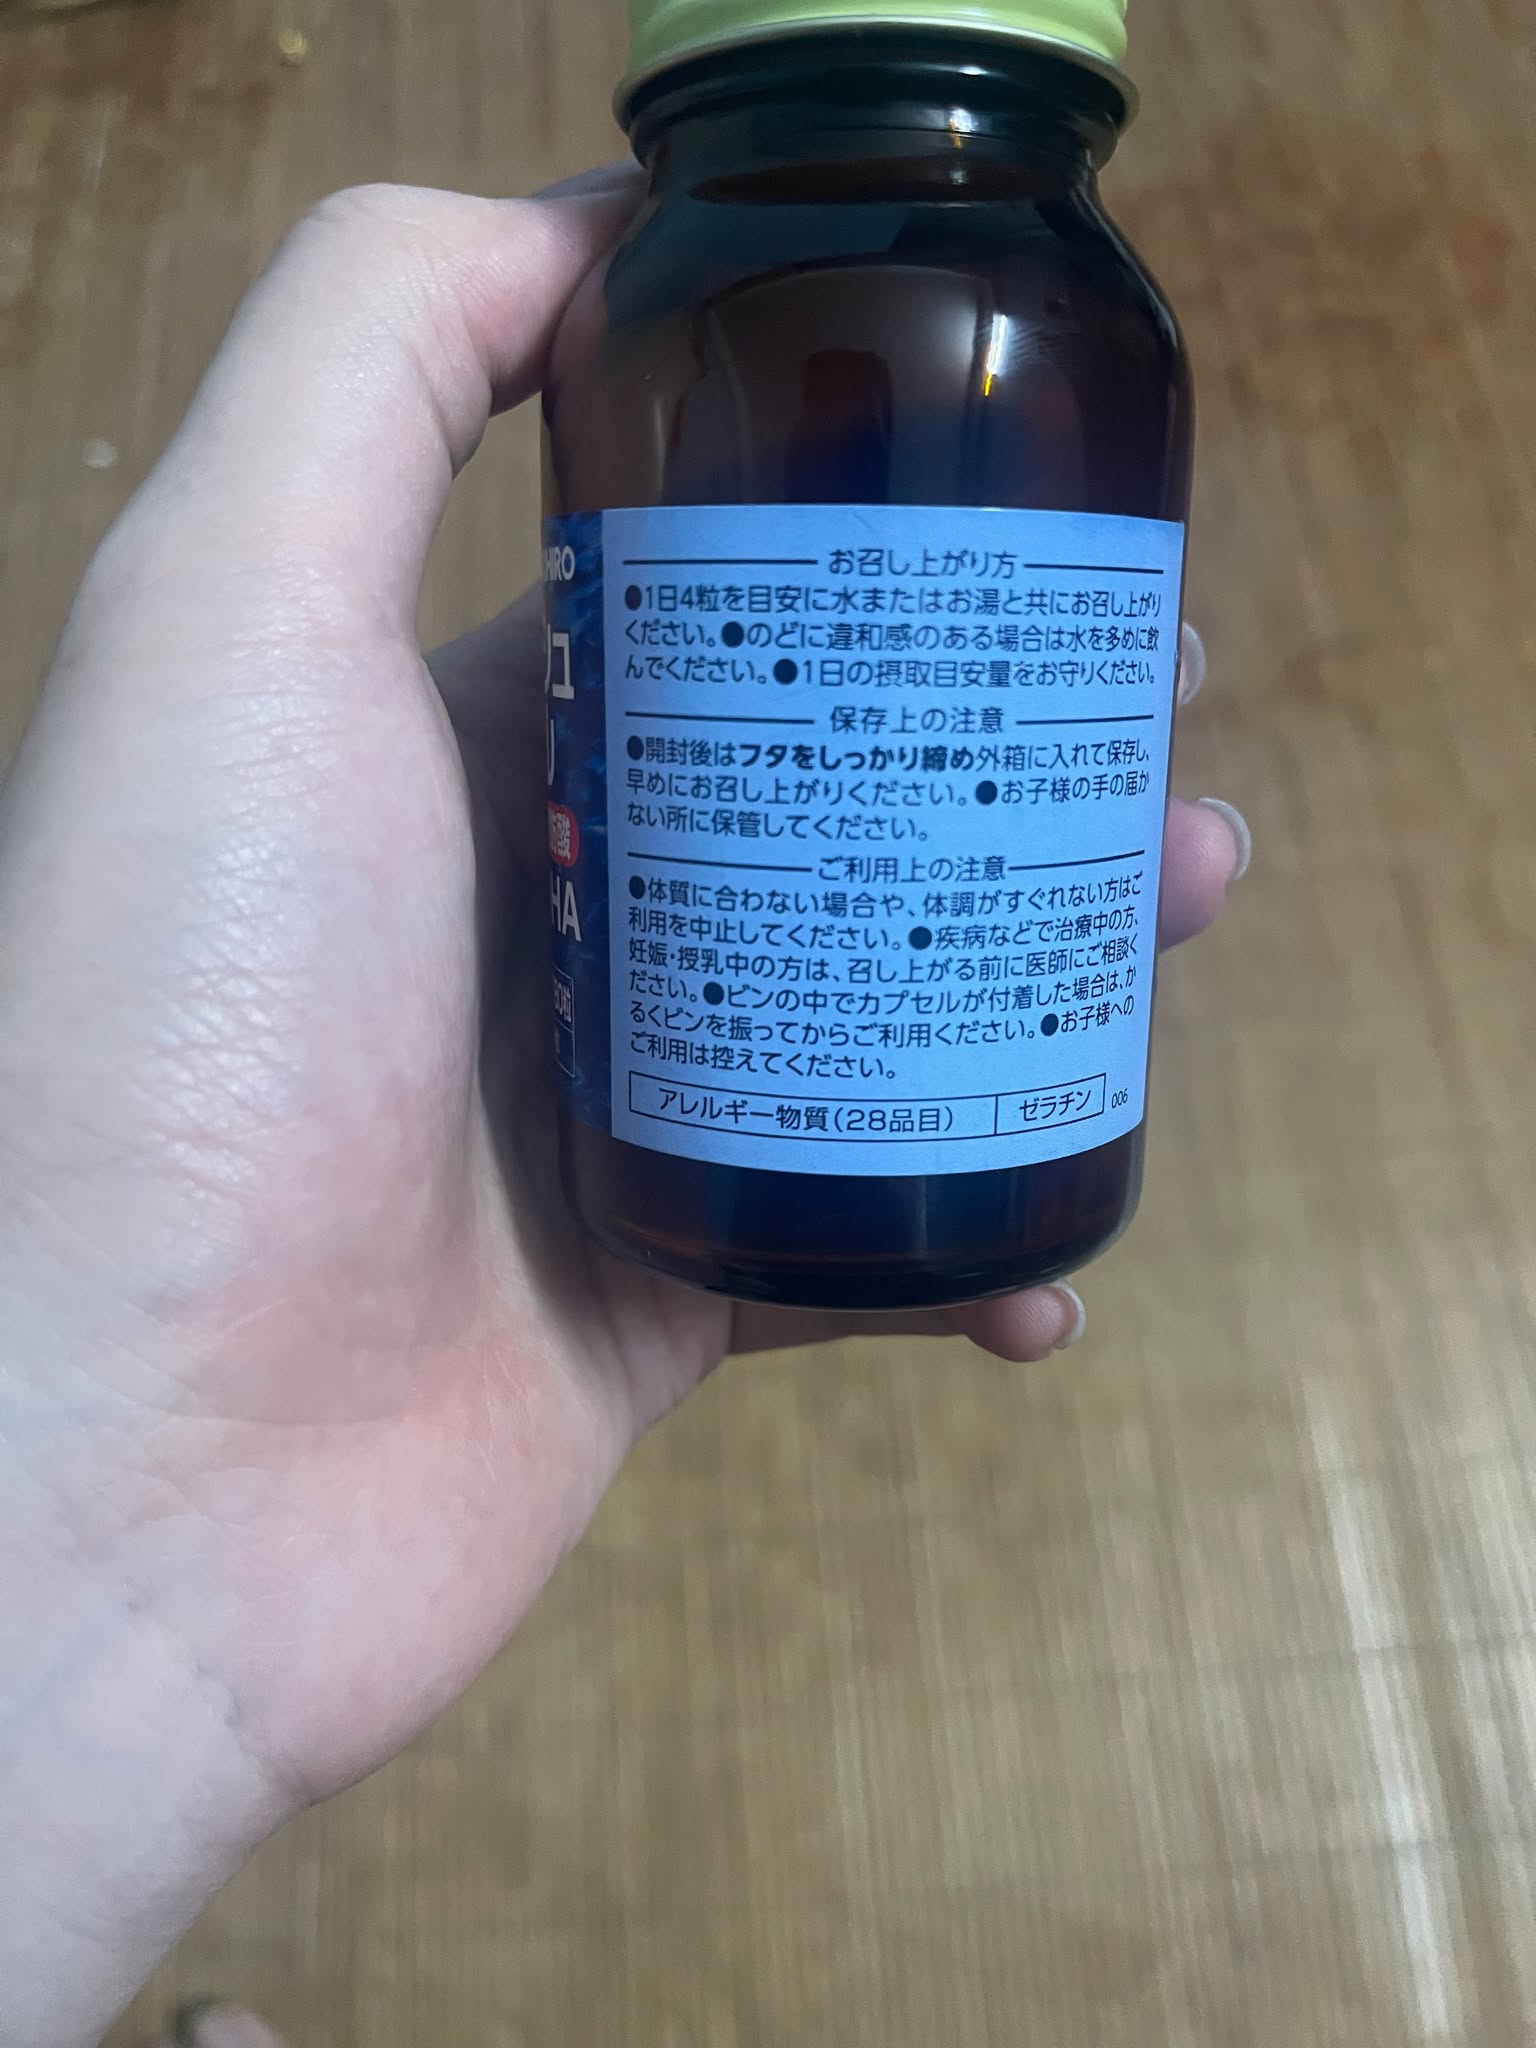 HIRO
お召し上がり方
●1日4粒を目安に水またはお湯と共にお召し上がり
ください。●のどに違和感のある場合は水を多めに飲
んでください。●1日の摂取目安量をお守りください。
保存上の注意
●開封後はフタをしっかり締め外箱に入れて保存し、
早めにお召し上がりください。●お子様の手の届か
ない所に保管してください。
ご利用上の注意
●体質に合わない場合や、体調がすぐれない方はご
利用を中止してください。●疾病などで治療中の方、
妊娠・授乳中の方は、召し上がる前に医師にご相談く
ださい。●ビンの中でカプセルが付着した場合は、か
るくビンを振ってからご利用ください。●お子様への
ご利用は控えてください。
アレルギー物質(28品目) ゼラチン 006
ュ
肪酸
HA
80粒